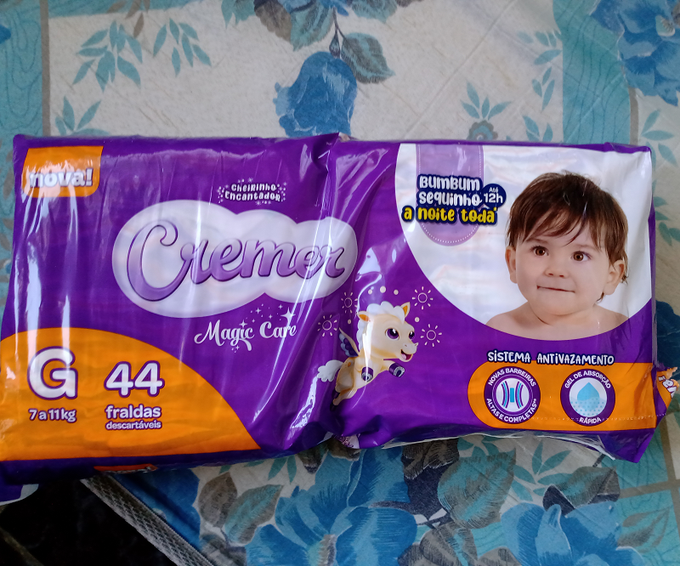 nova!
Cheirinho
Encantador
Cremer
Magic Care
G
7 a 11kg
44
fraldas
descartáveis
Bumbum
sequinho
Até
12h
a noite toda
SISTEMA ANTIVAZAMENTO
NOVAS BARREIRAS
ALTAS E COMPLETAS
GEL DE ABSORÇÃO
RÁPIDA